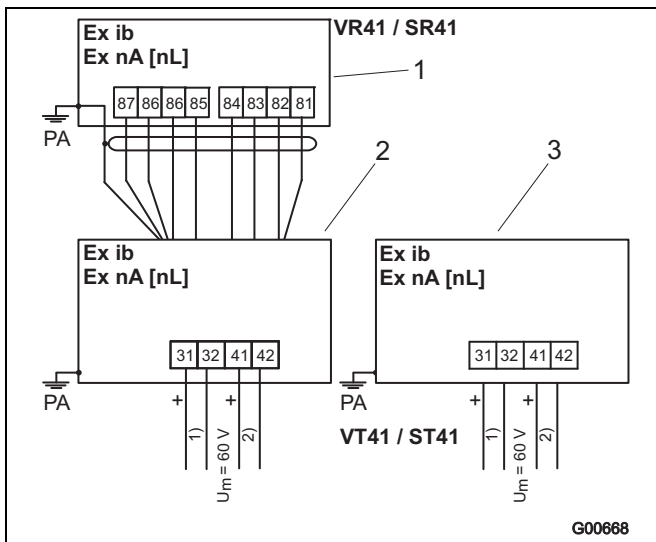 Ex ib
Ex nA [nL]
VR41 / SR41
1
87 86 86 85 84 83 82 81
PA
2
3
Ex ib
Ex nA [nL]
31 32 41 42
PA
+ 1) + 2)
Um = 60 V
Ex ib
Ex nA [nL]
31 32 41 42
PA
VT41 / ST41
+ 1) + 2)
Um = 60 V
G00668